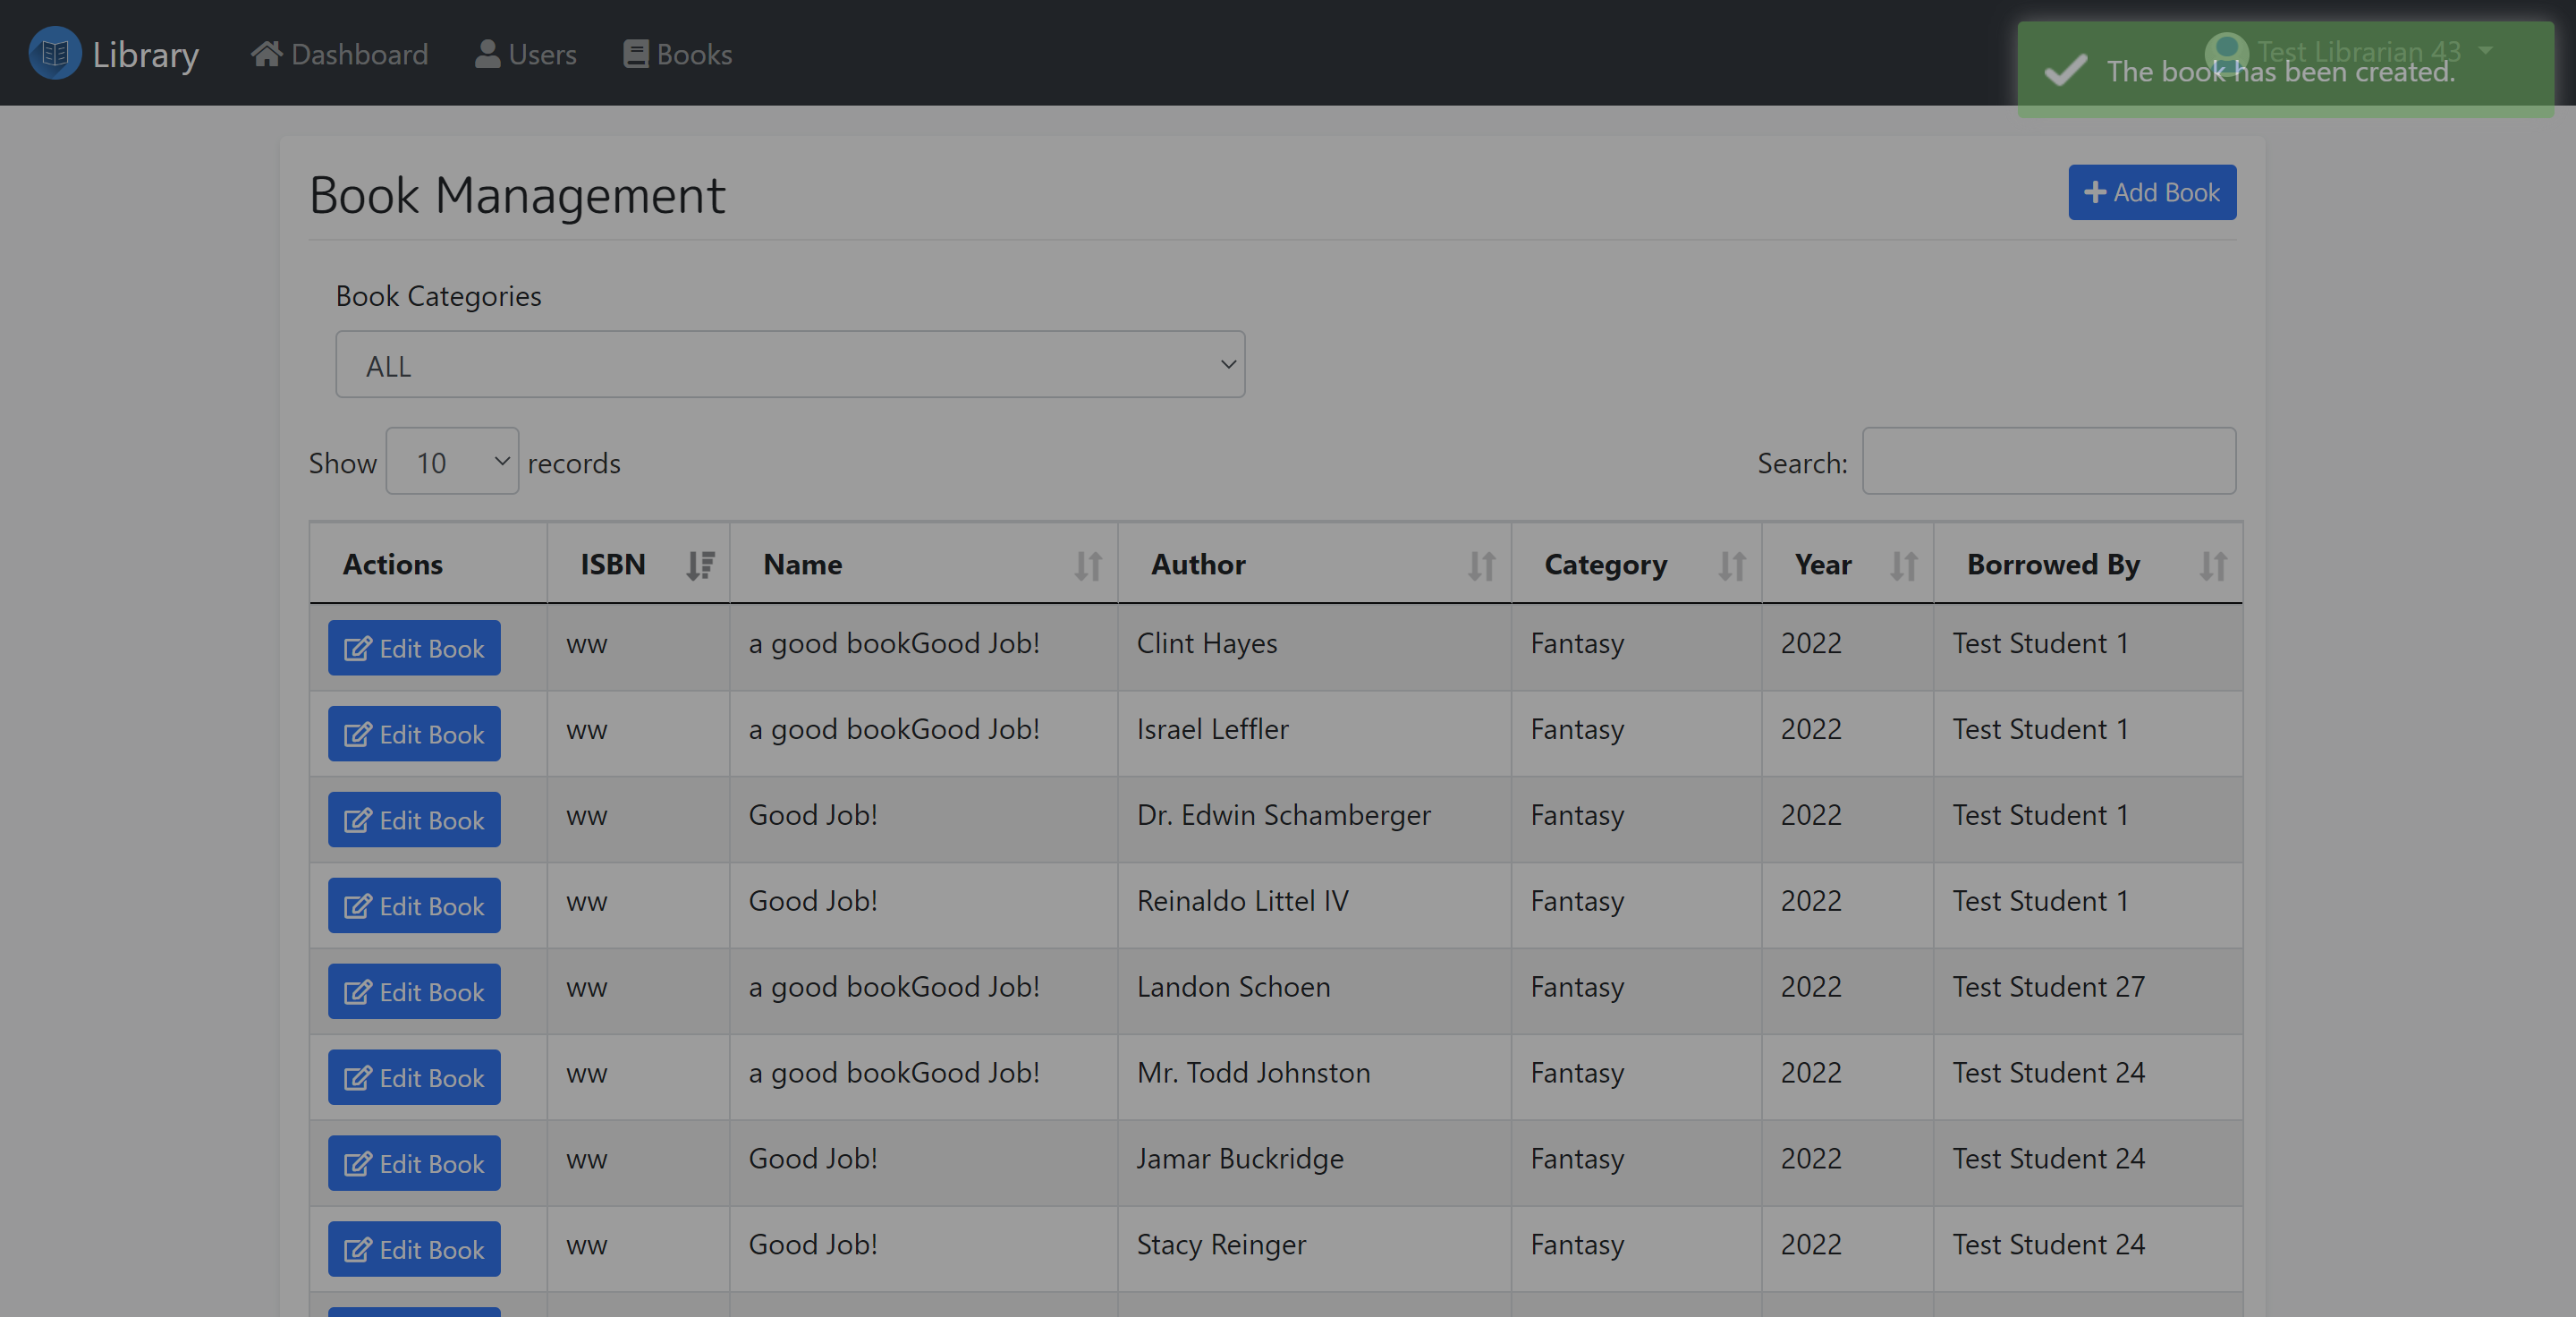 Library Dashboard Users Books Test Librarian 43
The book has been created.
Book Management + Add Book
Book Categories
ALL
Show 10 records Search:
Actions ISBN Name Author Category Year Borrowed By
Edit Book ww a good bookGood Job! Clint Hayes Fantasy 2022 Test Student 1
Edit Book ww a good bookGood Job! Israel Leffler Fantasy 2022 Test Student 1
Edit Book ww Good Job! Dr. Edwin Schamberger Fantasy 2022 Test Student 1
Edit Book ww Good Job! Reinaldo Littel IV Fantasy 2022 Test Student 1
Edit Book ww a good bookGood Job! Landon Schoen Fantasy 2022 Test Student 27
Edit Book ww a good bookGood Job! Mr. Todd Johnston Fantasy 2022 Test Student 24
Edit Book ww Good Job! Jamar Buckridge Fantasy 2022 Test Student 24
Edit Book ww Good Job! Stacy Reinger Fantasy 2022 Test Student 24